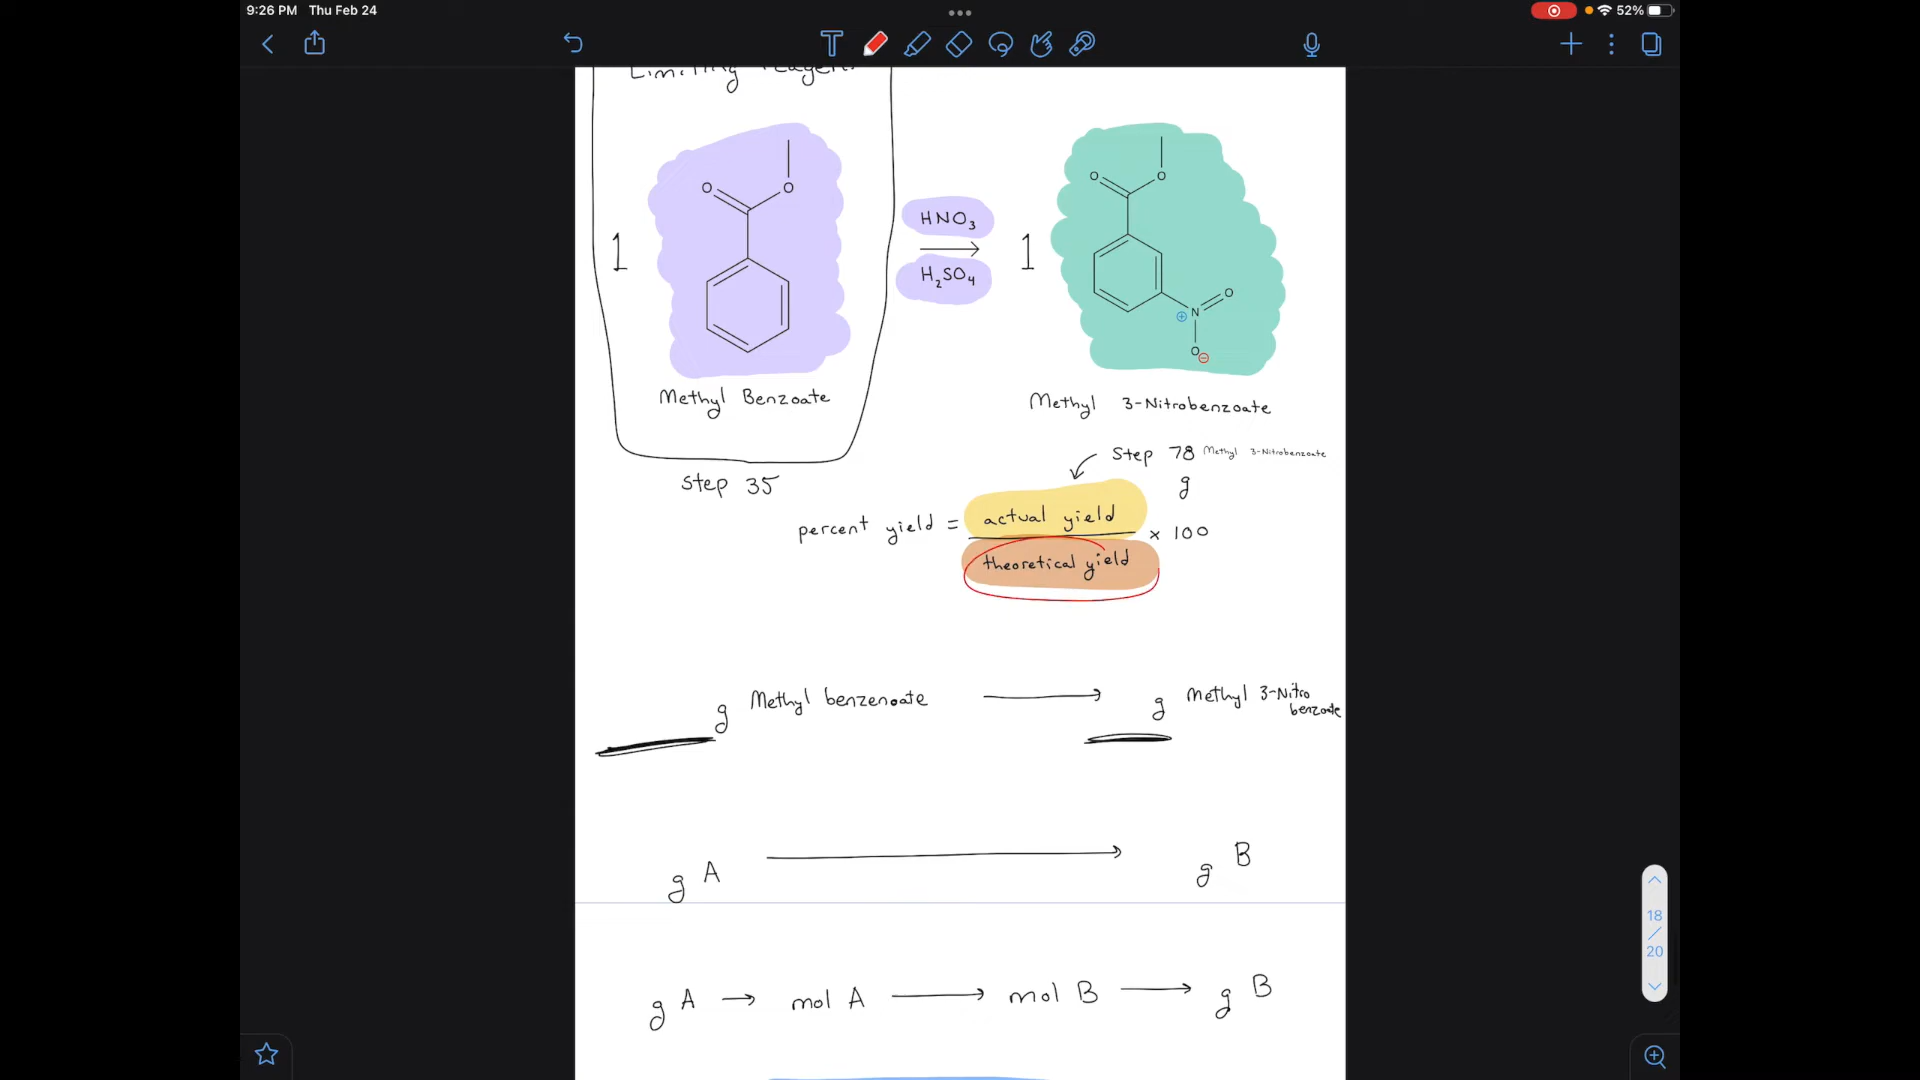 9:26 PM Thu Feb 24
52%
Limiting reagent
O O
1
Methyl Benzoate
step 35
HNO3
H2SO4
1
O O
N O
⊕
O ⊖
Methyl 3-Nitrobenzoate
Step 78 Methyl 3-Nitrobenzoate
g
percent yield = actual yield
theoretical yield
× 100
g Methyl benzenoate → g Methyl 3-Nitro
benzoate
g A → g B
g A → mol A → mol B → g B
18
/
20